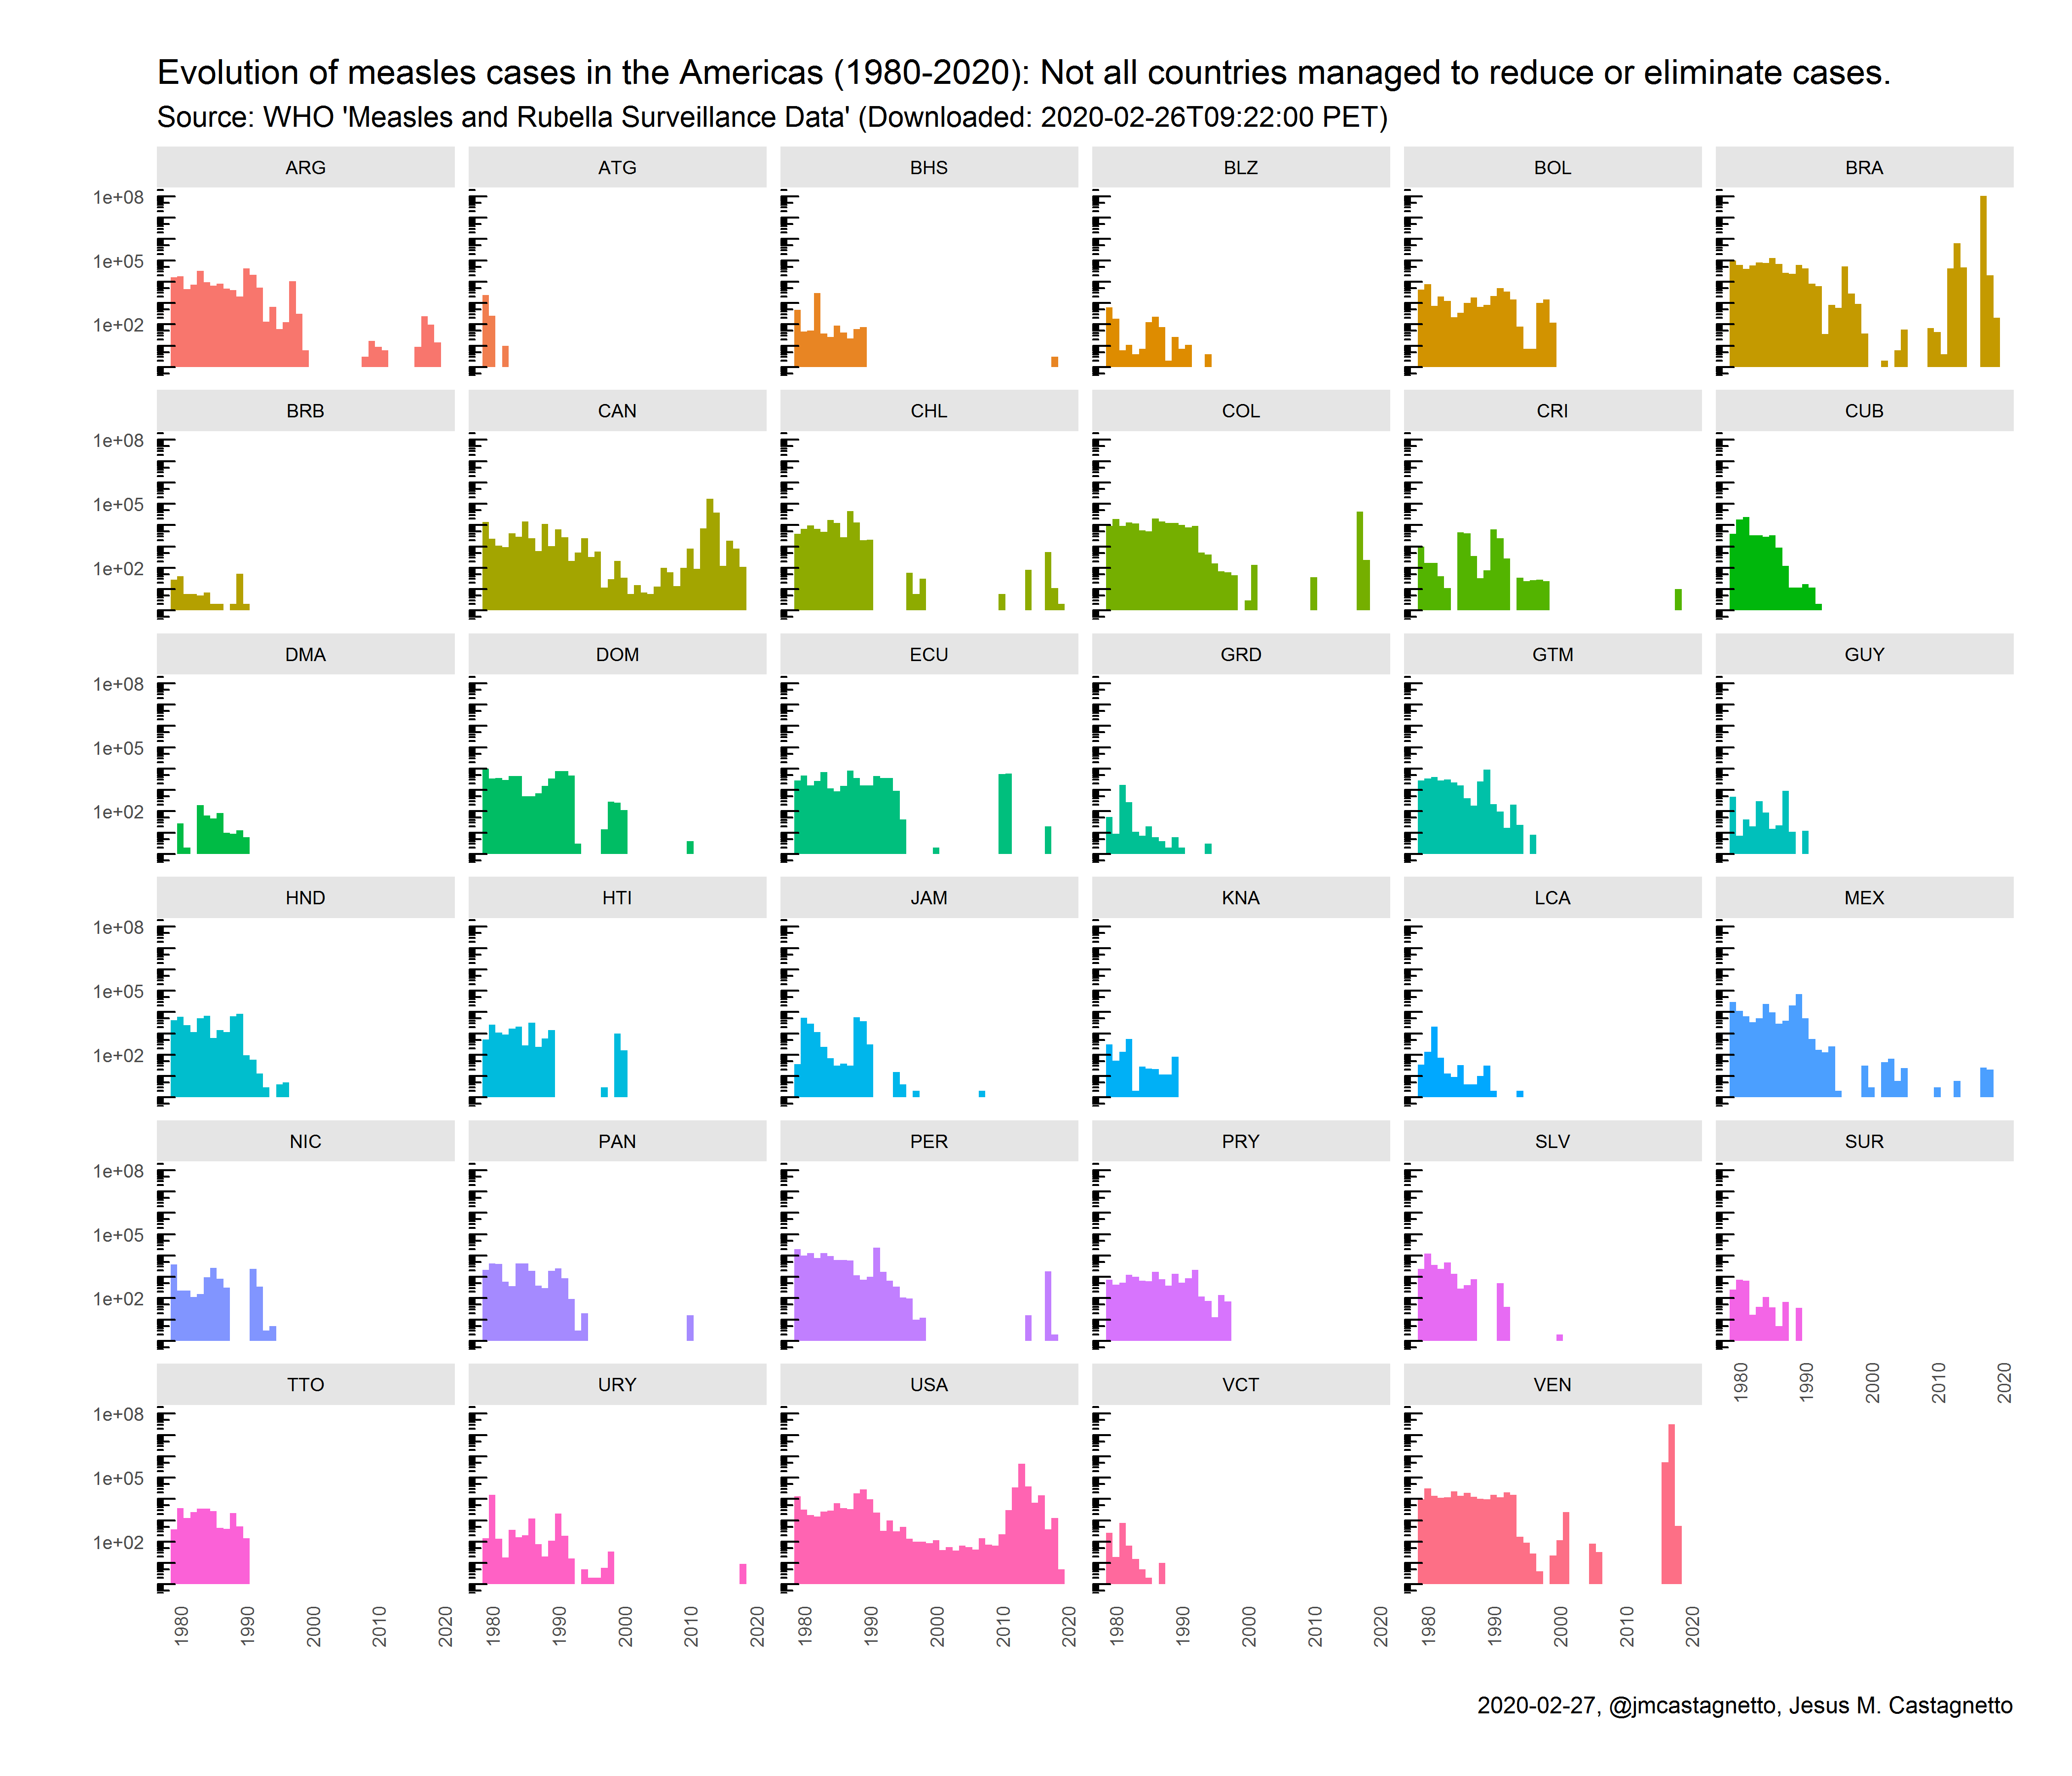 Evolution of measles cases in the Americas (1980-2020): Not all countries managed to reduce or eliminate cases.
Source: WHO 'Measles and Rubella Surveillance Data' (Downloaded: 2020-02-26T09:22:00 PET)
ARG ATG BHS BLZ BOL BRA
1e+08
1e+05
1e+02
BRB CAN CHL COL CRI CUB
1e+08
1e+05
1e+02
DMA DOM ECU GRD GTM GUY
1e+08
1e+05
1e+02
HND HTI JAM KNA LCA MEX
1e+08
1e+05
1e+02
NIC PAN PER PRY SLV SUR
1e+08
1e+05
1e+02
1980 1990 2000 2010 2020
TTO URY USA VCT VEN
1e+08
1e+05
1e+02
1980 1990 2000 2010 2020 1980 1990 2000 2010 2020 1980 1990 2000 2010 2020 1980 1990 2000 2010 2020 1980 1990 2000 2010 2020
2020-02-27, @jmcastagnetto, Jesus M. Castagnetto